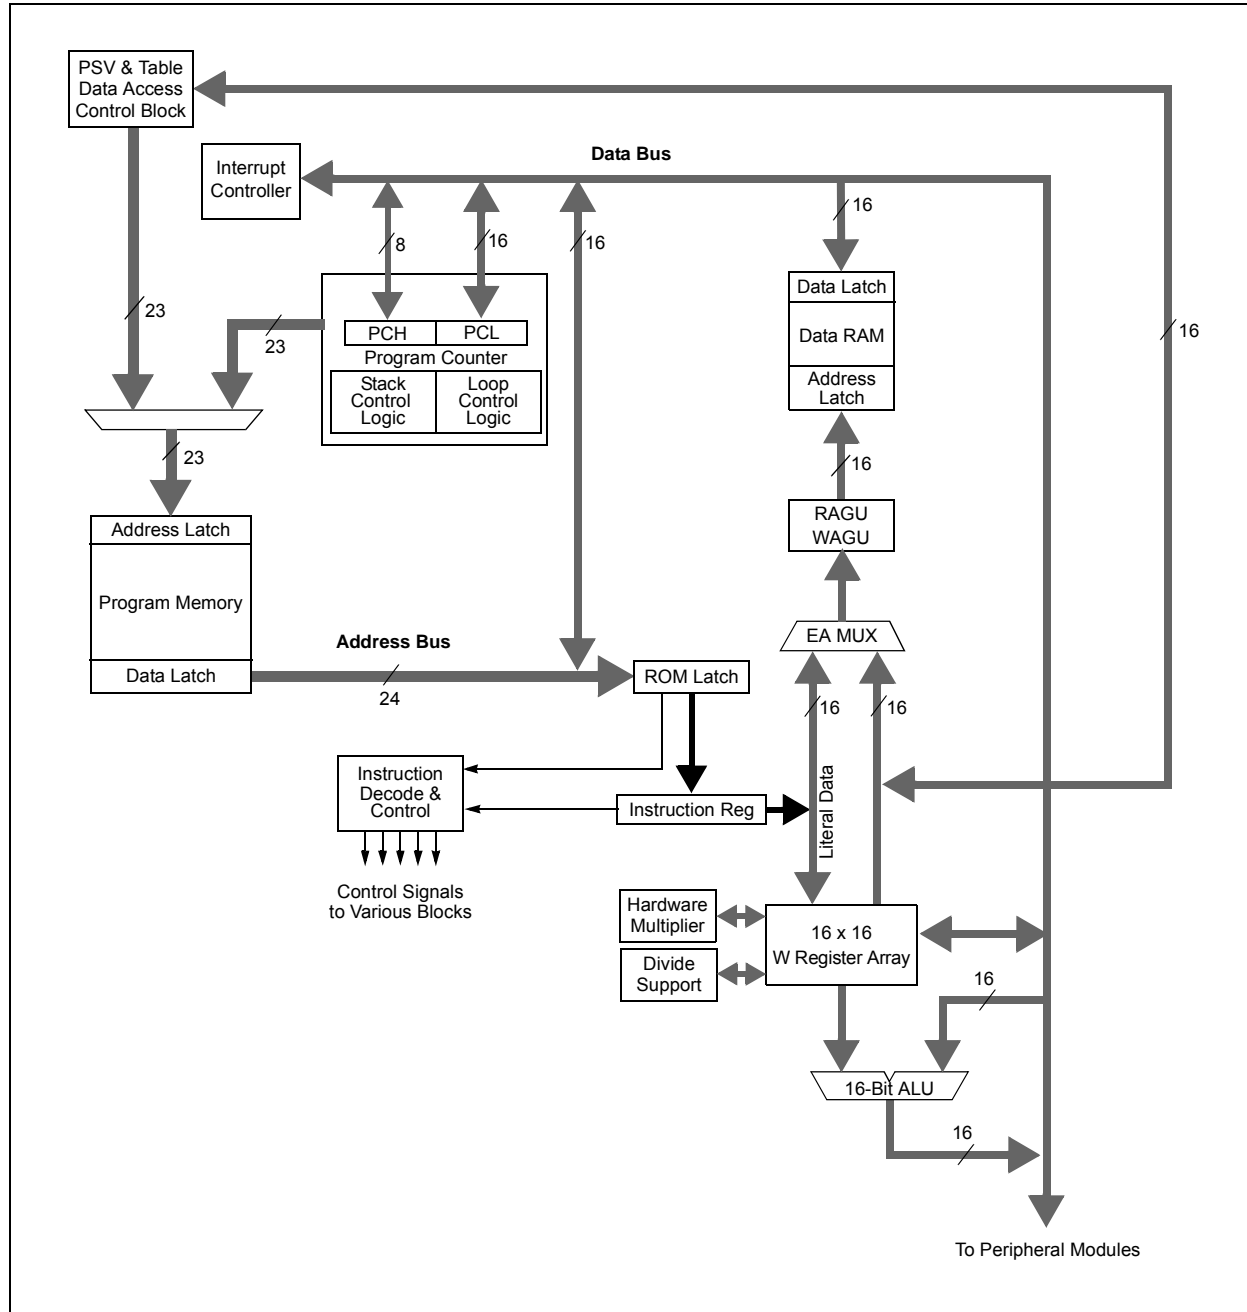 PSV & Table
Data Access
Control Block
Data Bus
Interrupt
Controller
16
8
16
16
Data Latch
23
16
23
PCH
PCL
Data RAM
Program Counter
Stack
Control
Logic
Loop
Control
Logic
Address
Latch
23
16
RAGU
WAGU
Address Latch
Program Memory
EA MUX
Address Bus
Data Latch
ROM Latch
24
16
16
Instruction
Decode &
Control
Instruction Reg
Literal Data
Control Signals
to Various Blocks
Hardware
Multiplier
16 x 16
W Register Array
Divide
Support
16
16-Bit ALU
16
To Peripheral Modules